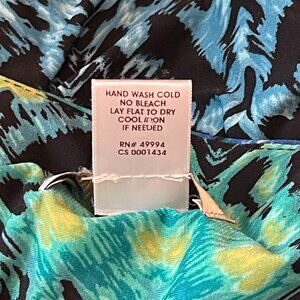 HAND WASH COLD
NO BLEACH
LAY FLAT TO DRY
COOL IRON
IF NEEDED
RN# 49994
CS 0001434